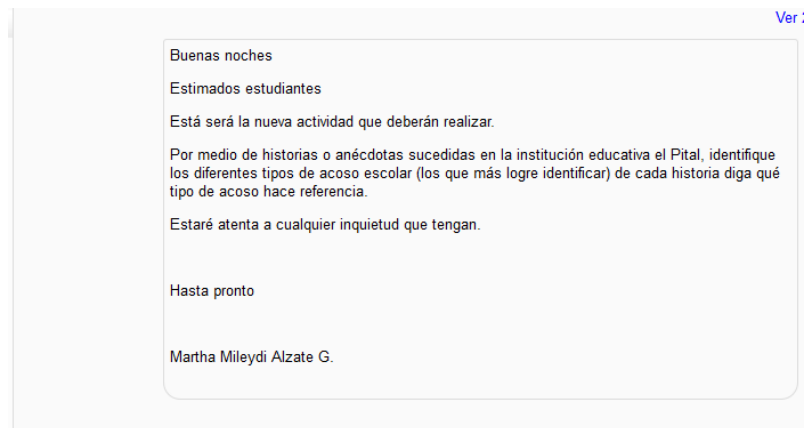 Ver 2
Buenas noches
Estimados estudiantes
Está será la nueva actividad que deberán realizar.
Por medio de historias o anécdotas sucedidas en la institución educativa el Pital, identifique
los diferentes tipos de acoso escolar (los que más logre identificar) de cada historia diga qué
tipo de acoso hace referencia.
Estaré atenta a cualquier inquietud que tengan.
Hasta pronto
Martha Mileydi Alzate G.